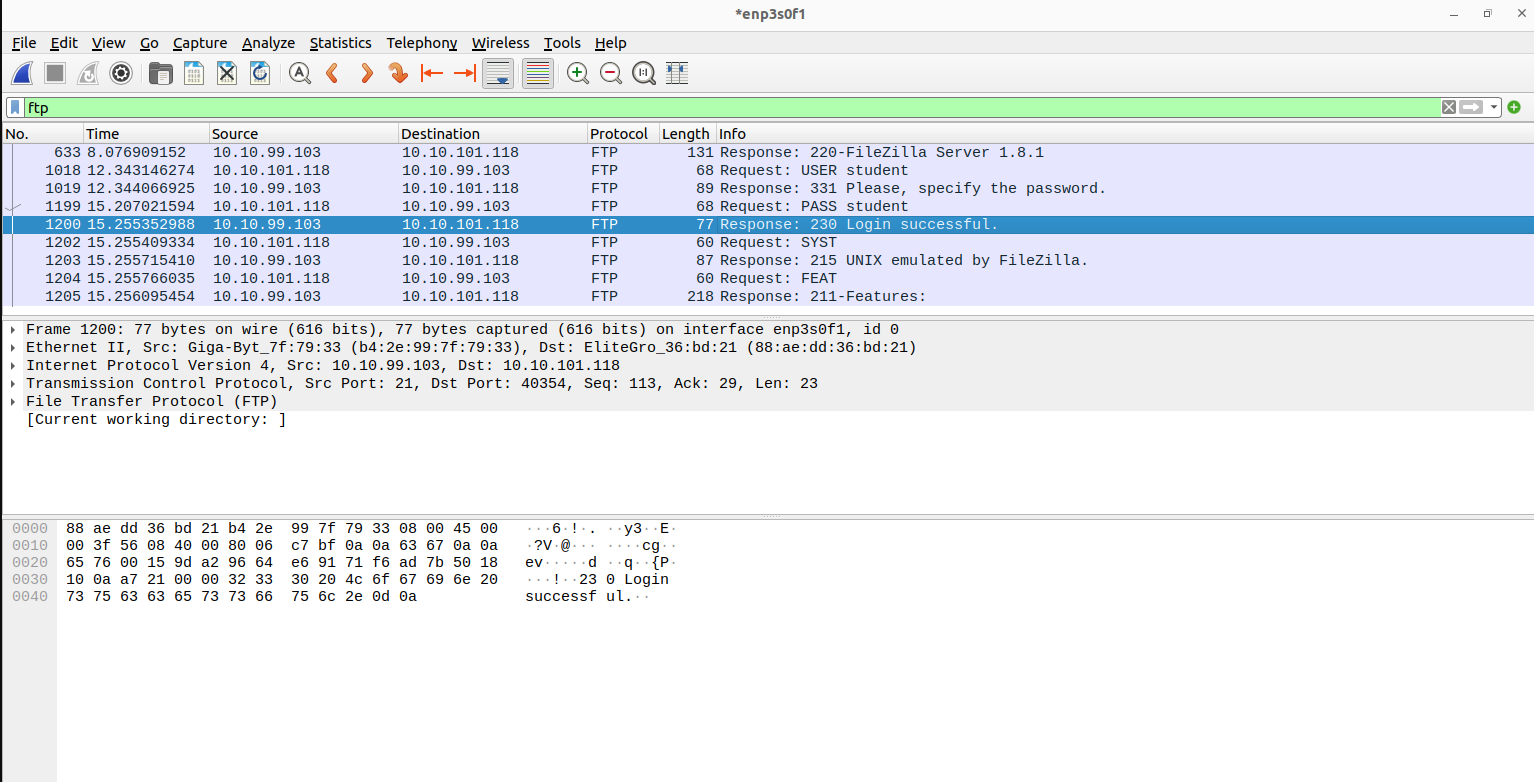 *enp3s0f1
File Edit View Go Capture Analyze Statistics Telephony Wireless Tools Help
ftp
No. Time Source Destination Protocol Length Info
633 8.076909152 10.10.99.103 10.10.101.118 FTP 131 Response: 220-FileZilla Server 1.8.1
1018 12.343146274 10.10.101.118 10.10.99.103 FTP 68 Request: USER student
1019 12.344066925 10.10.99.103 10.10.101.118 FTP 89 Response: 331 Please, specify the password.
1199 15.207021594 10.10.101.118 10.10.99.103 FTP 68 Request: PASS student
1200 15.255352988 10.10.99.103 10.10.101.118 FTP 77 Response: 230 Login successful.
1202 15.255409334 10.10.101.118 10.10.99.103 FTP 60 Request: SYST
1203 15.255715410 10.10.99.103 10.10.101.118 FTP 87 Response: 215 UNIX emulated by FileZilla.
1204 15.255766035 10.10.101.118 10.10.99.103 FTP 60 Request: FEAT
1205 15.256095454 10.10.99.103 10.10.101.118 FTP 218 Response: 211-Features:
Frame 1200: 77 bytes on wire (616 bits), 77 bytes captured (616 bits) on interface enp3s0f1, id 0
Ethernet II, Src: Giga-Byt_7f:79:33 (b4:2e:99:7f:79:33), Dst: EliteGro_36:bd:21 (88:ae:dd:36:bd:21)
Internet Protocol Version 4, Src: 10.10.99.103, Dst: 10.10.101.118
Transmission Control Protocol, Src Port: 21, Dst Port: 40354, Seq: 113, Ack: 29, Len: 23
File Transfer Protocol (FTP)
[Current working directory: ]
0000 88 ae dd 36 bd 21 b4 2e 99 7f 79 33 08 00 45 00 ···6·!·. ··y3··E·
0010 00 3f 56 08 40 00 80 06 c7 bf 0a 0a 63 67 0a 0a ·?V·@··· ····cg··
0020 65 76 00 15 9d a2 96 64 e6 91 71 f6 ad 7b 50 18 ev·····d ··q··{P·
0030 10 0a a7 21 00 00 32 33 30 20 4c 6f 67 69 6e 20 ···!··23 0 Login
0040 73 75 63 63 65 73 73 66 75 6c 2e 0d 0a successf ul.··